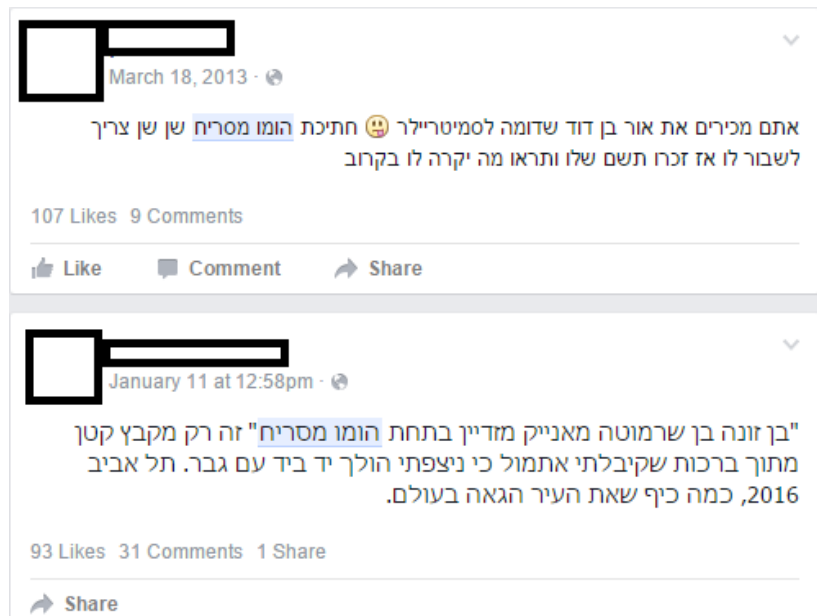 March 18, 2013
אתם מכירים את אור בן דוד שדומה לסמיטריילר 😛 חתיכת הומו מסריח שן שן צריך
לשבור לו אז זכרו תשם שלו ותראו מה יקרה לו בקרוב
107 Likes 9 Comments
Like Comment Share
January 11 at 12:58pm
"בן זונה בן שרמוטה מאנייק מזדיין בתחת הומו מסריח" זה רק מקבץ קטן
מתוך ברכות שקיבלתי אתמול כי ניצפתי הולך יד ביד עם גבר. תל אביב
2016, כמה כיף שאת העיר הגאה בעולם.
93 Likes 31 Comments 1 Share
Share